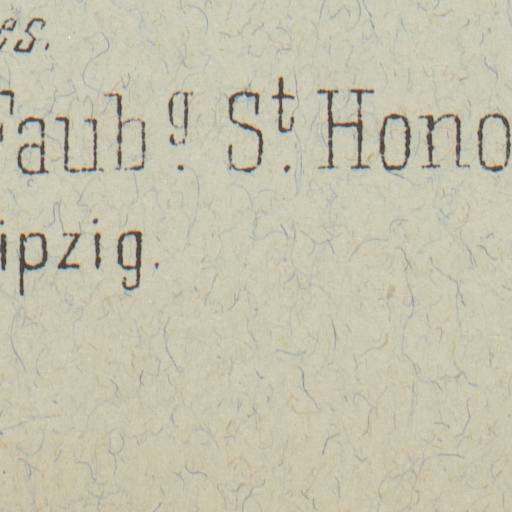 es.
Faubg. St. Hono
ipzig.